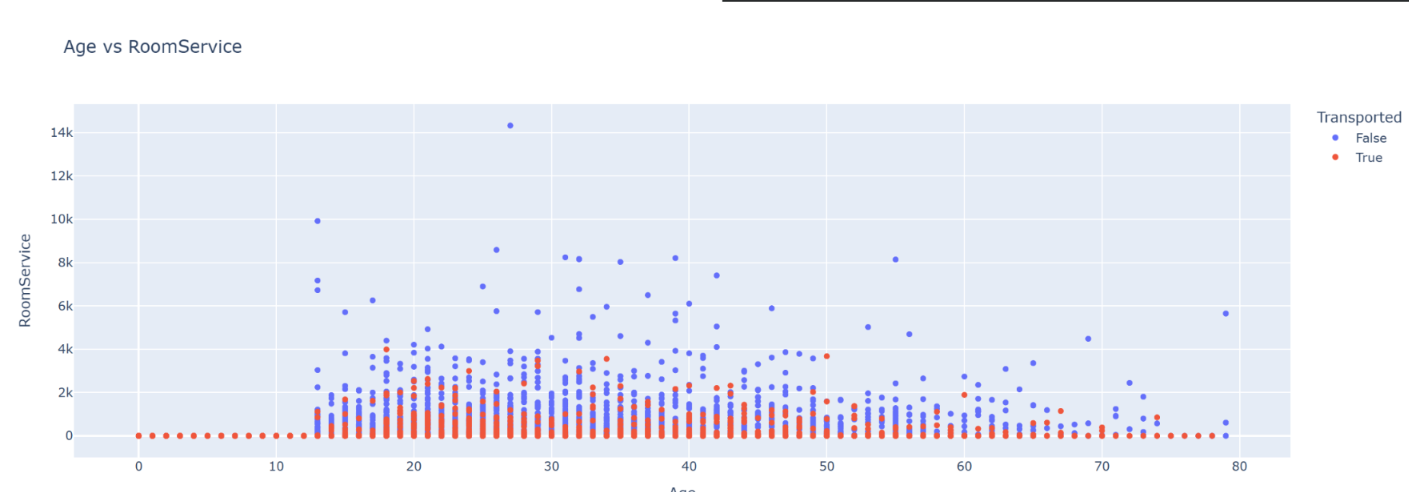 Age vs RoomService
Transported
False
True
14k
12k
10k
8k
6k
4k
2k
0
RoomService
0 10 20 30 40 50 60 70 80
Age